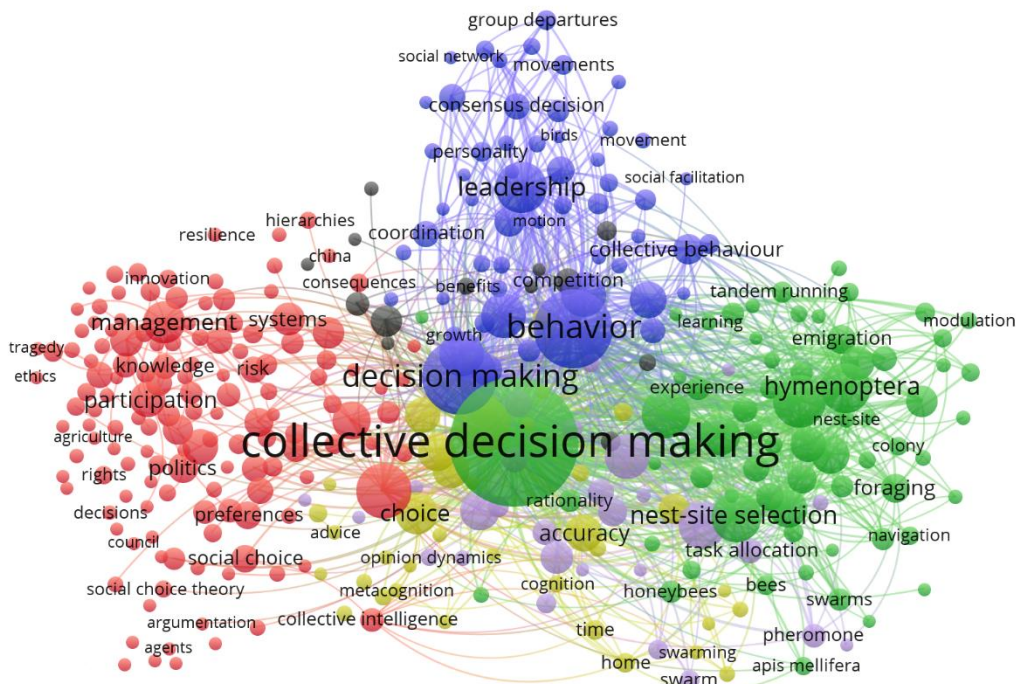 group departures
social network
movements
consensus decision
birds
movement
personality
leadership
social facilitation
motion
hierarchies
resilience
coordination
collective behaviour
china
innovation
consequences
benefits
competition
tandem running
management
systems
growth
behavior
learning
modulation
emigration
tragedy
ethics
knowledge
risk
decision making
experience
hymenoptera
participation
nest-site
agriculture
collective decision making
colony
rights
politics
foraging
rationality
decisions
preferences
choice
nest-site selection
advice
accuracy
navigation
council
social choice
opinion dynamics
task allocation
social choice theory
metacognition
cognition
honeybees
bees
swarms
argumentation
collective intelligence
time
pheromone
agents
home
swarming
apis mellifera
swarm